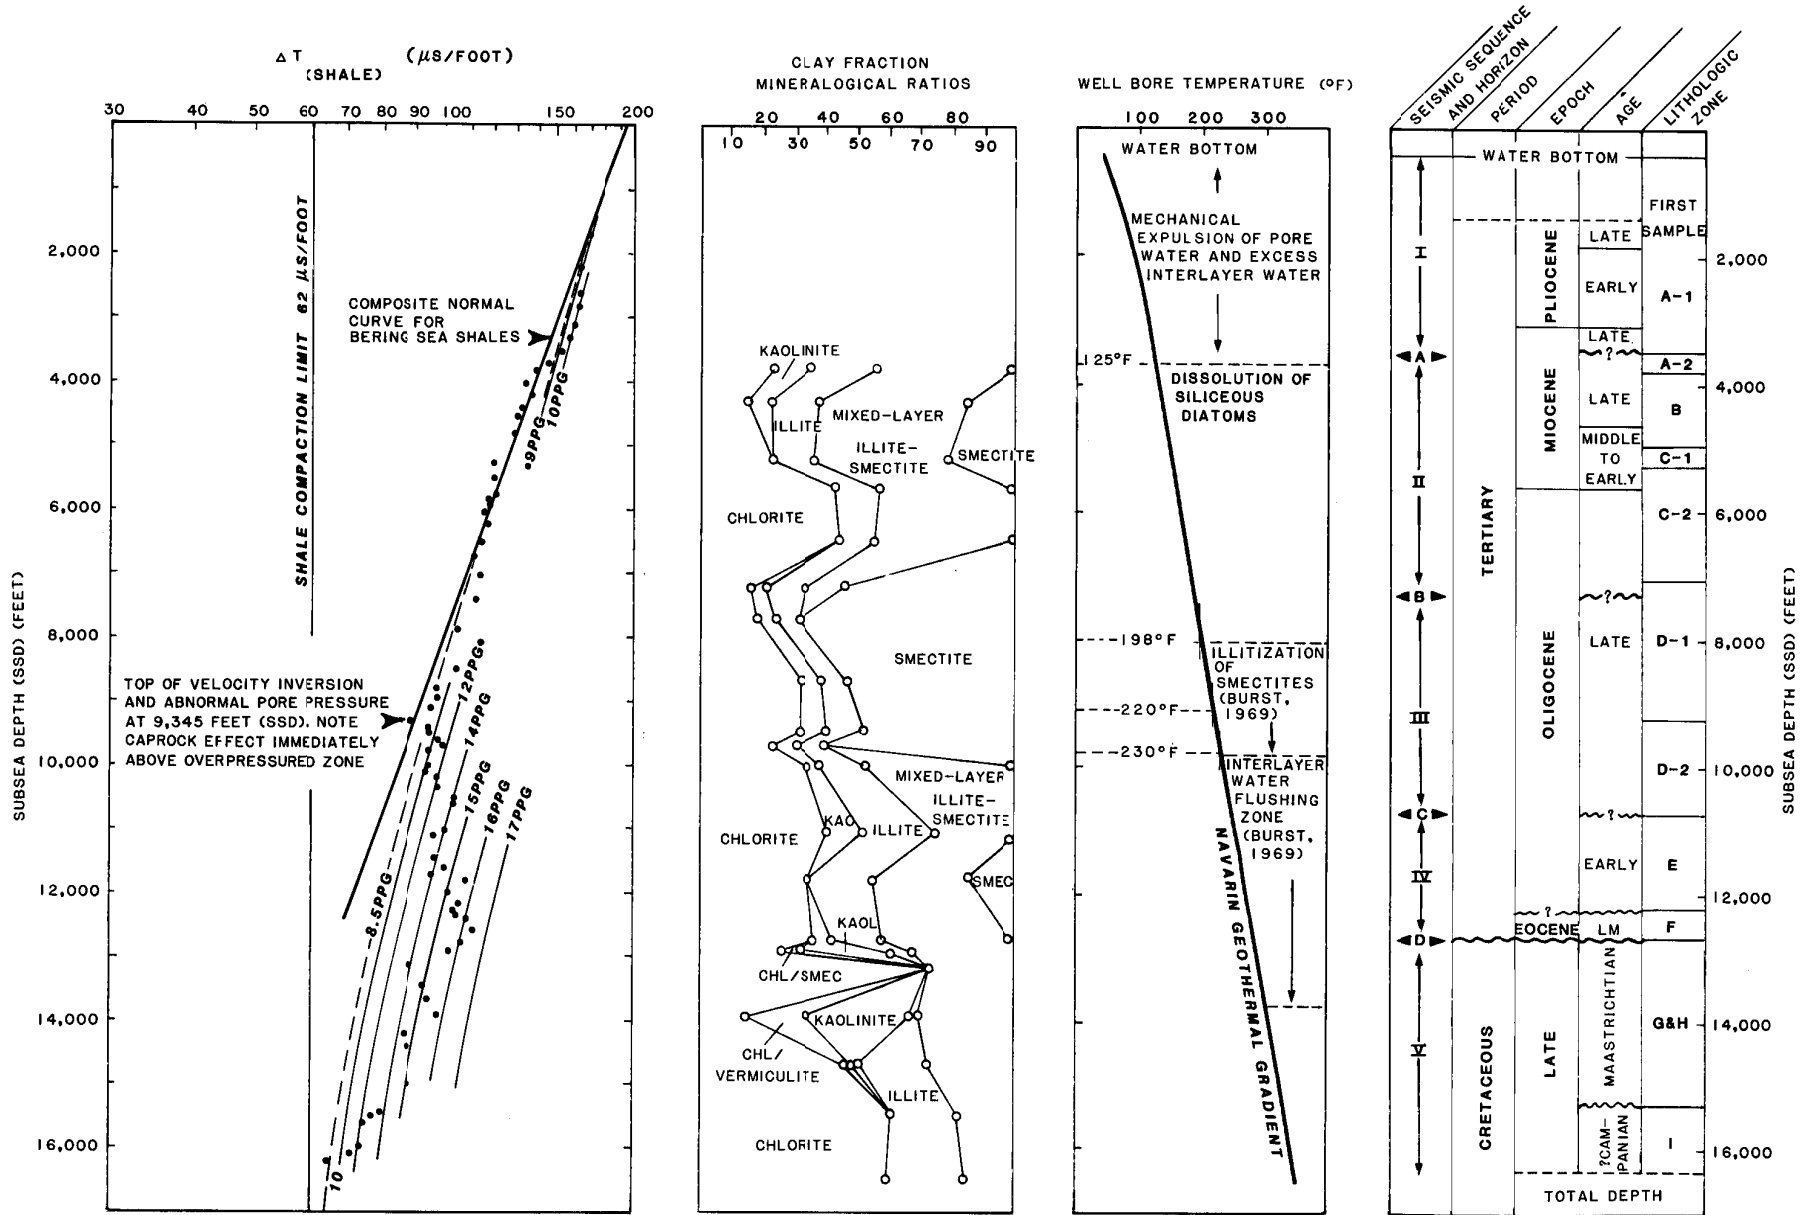 Δ T (SHALE) (μS/FOOT)
30 40 50 60 70 80 90 100 150 200
2,000
4,000
6,000
8,000
10,000
12,000
14,000
16,000
SUBSEA DEPTH (SSD) (FEET)
SHALE COMPACTION LIMIT 62 μS/FOOT
COMPOSITE NORMAL
CURVE FOR
BERING SEA SHALES
9PPG
10PPG
TOP OF VELOCITY INVERSION
AND ABNORMAL PORE PRESSURE
AT 9,345 FEET (SSD). NOTE
CAPROCK EFFECT IMMEDIATELY
ABOVE OVERPRESSURED ZONE
12PPG
14PPG
15PPG
16PPG
17PPG
8.5PPG
10
CLAY FRACTION
MINERALOGICAL RATIOS
20 40 60 80
10 30 50 70 90
KAOLINITE
MIXED-LAYER
ILLITE
ILLITE-
SMECTITE
SMECTITE
CHLORITE
SMECTITE
MIXED-LAYER
ILLITE-
SMECTITE
KAO
ILLITE
CHLORITE
SMEC
KAOL
CHL/SMEC
KAOLINITE
CHL/
VERMICULITE
ILLITE
CHLORITE
WELL BORE TEMPERATURE (°F)
100 200 300
WATER BOTTOM
MECHANICAL
EXPULSION OF PORE
WATER AND EXCESS
INTERLAYER WATER
125°F
DISSOLUTION OF
SILICEOUS
DIATOMS
198°F
ILLITIZATION
OF
SMECTITES
(BURST,
1969)
220°F
230°F
INTERLAYER
WATER
FLUSHING
ZONE
(BURST,
1969)
NAVARIN GEOTHERMAL GRADIENT
SEISMIC SEQUENCE
AND HORIZON
PERIOD
EPOCH
AGE
LITHOLOGIC
ZONE
WATER BOTTOM
I
A
II
B
III
C
IV
D
V
TERTIARY
CRETACEOUS
PLIOCENE
MIOCENE
OLIGOCENE
?
EOCENE
LATE
LATE
EARLY
LATE
?
LATE
MIDDLE
TO
EARLY
?
LATE
?
EARLY
LM
MAASTRICHTIAN
?CAM-
PANIAN
FIRST
SAMPLE
A-1
A-2
B
C-1
C-2
D-1
D-2
E
F
G&H
I
TOTAL DEPTH
2,000
4,000
6,000
8,000
10,000
12,000
14,000
16,000
SUBSEA DEPTH (SSD) (FEET)